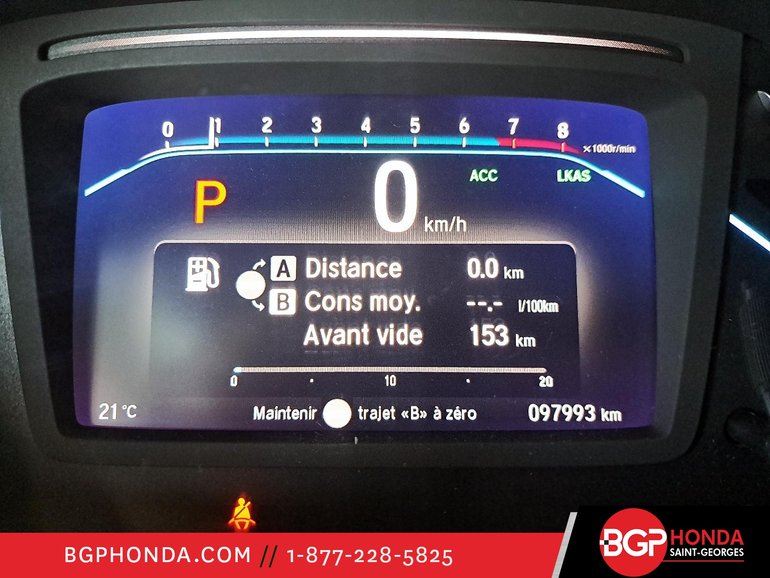 0 1 2 3 4 5 6 7 8 x1000r/min
P 0 km/h ACC LKAS
A Distance 0.0 km
B Cons moy. --.- l/100km
Avant vide 153 km
0 10 20
21°C Maintenir trajet «B» à zéro 097993 km
BGPHONDA.COM // 1-877-228-5825
BGP HONDA
SAINT-GEORGES